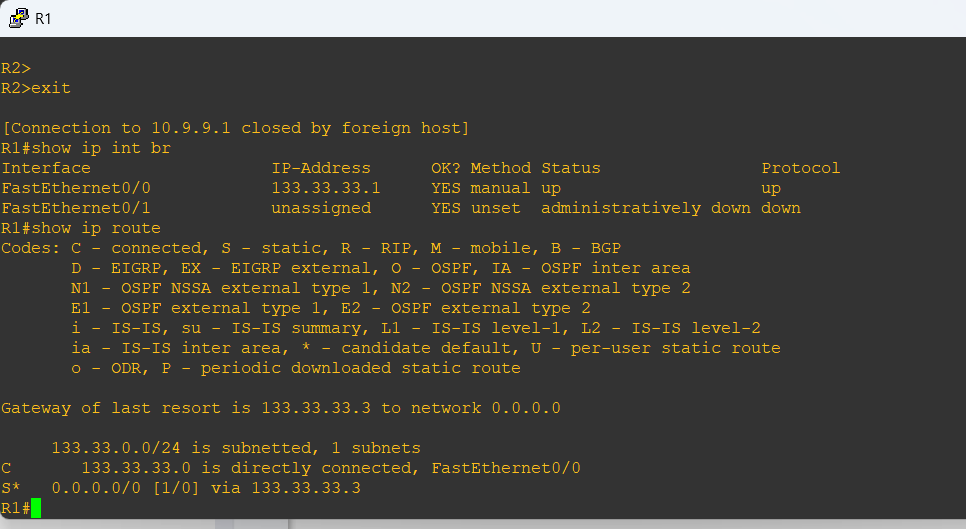 R1
R2>
R2>exit
[Connection to 10.9.9.1 closed by foreign host]
R1#show ip int br
Interface                  IP-Address      OK? Method Status                Protocol
FastEthernet0/0            133.33.33.1     YES manual up                    up
FastEthernet0/1            unassigned      YES unset  administratively down down
R1#show ip route
Codes: C - connected, S - static, R - RIP, M - mobile, B - BGP
       D - EIGRP, EX - EIGRP external, O - OSPF, IA - OSPF inter area
       N1 - OSPF NSSA external type 1, N2 - OSPF NSSA external type 2
       E1 - OSPF external type 1, E2 - OSPF external type 2
       i - IS-IS, su - IS-IS summary, L1 - IS-IS level-1, L2 - IS-IS level-2
       ia - IS-IS inter area, * - candidate default, U - per-user static route
       o - ODR, P - periodic downloaded static route
Gateway of last resort is 133.33.33.3 to network 0.0.0.0
     133.33.0.0/24 is subnetted, 1 subnets
C       133.33.33.0 is directly connected, FastEthernet0/0
S*   0.0.0.0/0 [1/0] via 133.33.33.3
R1#